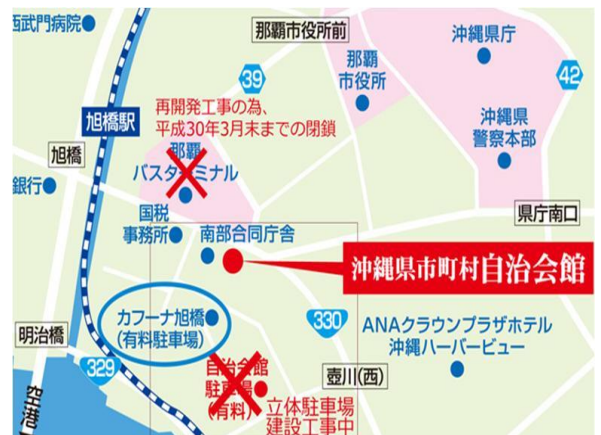 西武門病院
那覇市役所前
沖縄県庁
那覇
市役所
39
42
再開発工事の為、
平成30年3月末までの閉鎖
旭橋駅
沖縄県
警察本部
旭橋
那覇
バスターミナル
銀行
国税
事務所
南部合同庁舎
県庁南口
沖縄県市町村自治会館
カフーナ旭橋
(有料駐車場)
330
ANAクラウンプラザホテル
沖縄ハーバービュー
明治橋
329
自治会館
駐車場
(有料)
壺川(西)
立体駐車場
建設工事中
空港